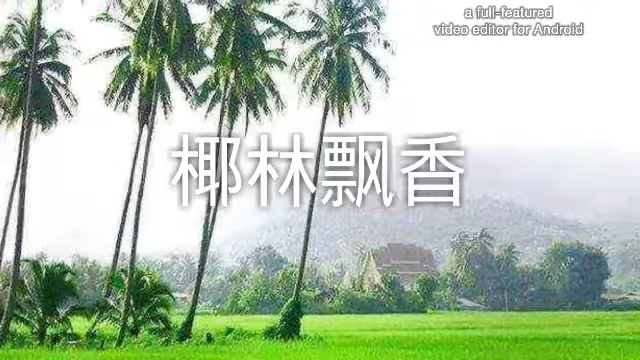 a full-featured
video editor for Android
椰林飘香